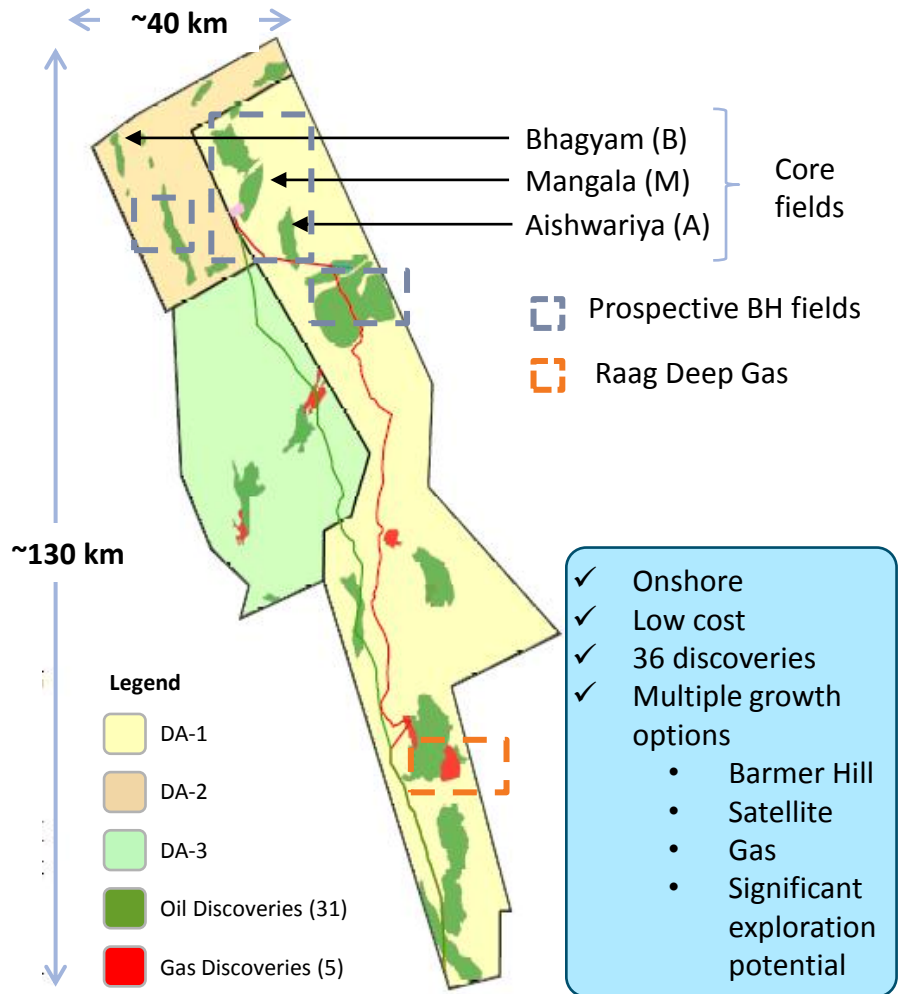 ~40 km
Bhagyam (B)
Mangala (M)
Aishwariya (A)
Core
fields
Prospective BH fields
Raag Deep Gas
~130 km
✓ Onshore
✓ Low cost
✓ 36 discoveries
✓ Multiple growth
options
• Barmer Hill
• Satellite
• Gas
• Significant
exploration
potential
Legend
DA-1
DA-2
DA-3
Oil Discoveries (31)
Gas Discoveries (5)